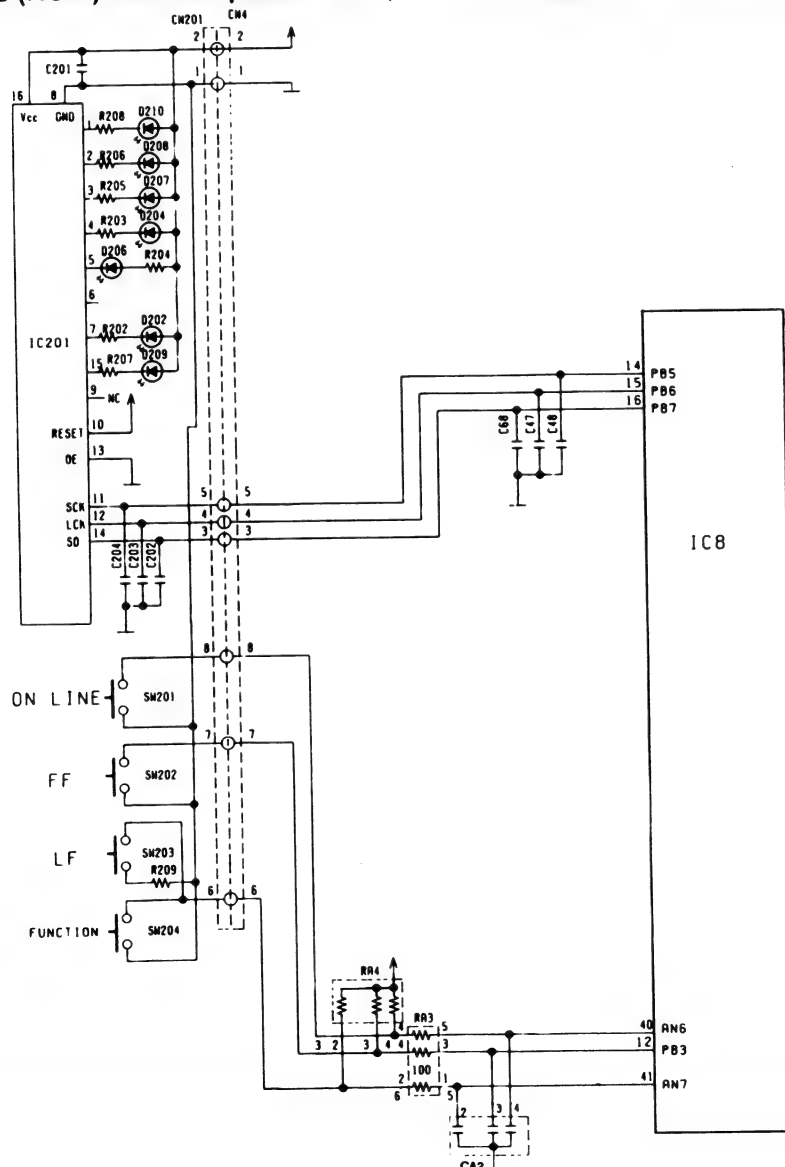 CN201 CN4
2 2
1 1
C201
16 8
Vcc GND
1 R208 D210
2 R206 D208
3 R205 D207
4 R203 D204
5 D206 R204
6
7 R202 D202
15 R207 D209
9 NC
IC201
RESET 10
OE 13
SCK 11 5 5
LCK 12 4 4
SD 14 3 3
C204 C203 C202
14 PB5
15 PB6
16 PB7
C68 C47 C48
IC8
8 8
ON LINE SW201
7 7
FF SW202
LF SW203
R209
6 6
FUNCTION SW204
RA4
RA3
4 5 40 AN6
3 2 3 4 4 3 12 PB3
100
2 1 41 AN7
6 5
2 3 4